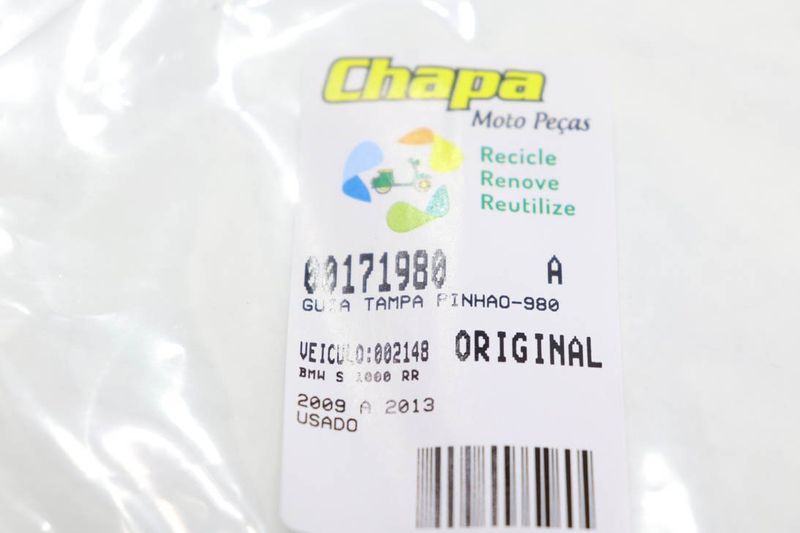 Chapa
Moto Peças
Recicle
Renove
Reutilize
00171980 A
GUIA TAMPA PINHAO-980
VEICULO:002148 ORIGINAL
BMW S 1000 RR
2009 A 2013
USADO